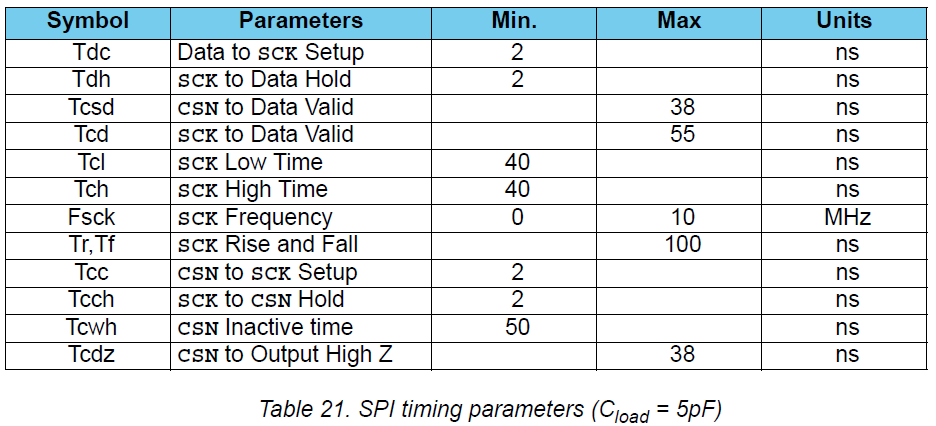 Symbol Parameters Min. Max Units
Tdc Data to SCK Setup 2 ns
Tdh SCK to Data Hold 2 ns
Tcsd CSN to Data Valid 38 ns
Tcd SCK to Data Valid 55 ns
Tcl SCK Low Time 40 ns
Tch SCK High Time 40 ns
Fsck SCK Frequency 0 10 MHz
Tr,Tf SCK Rise and Fall 100 ns
Tcc CSN to SCK Setup 2 ns
Tcch SCK to CSN Hold 2 ns
Tcwh CSN Inactive time 50 ns
Tcdz CSN to Output High Z 38 ns
Table 21. SPI timing parameters (Cload = 5pF)